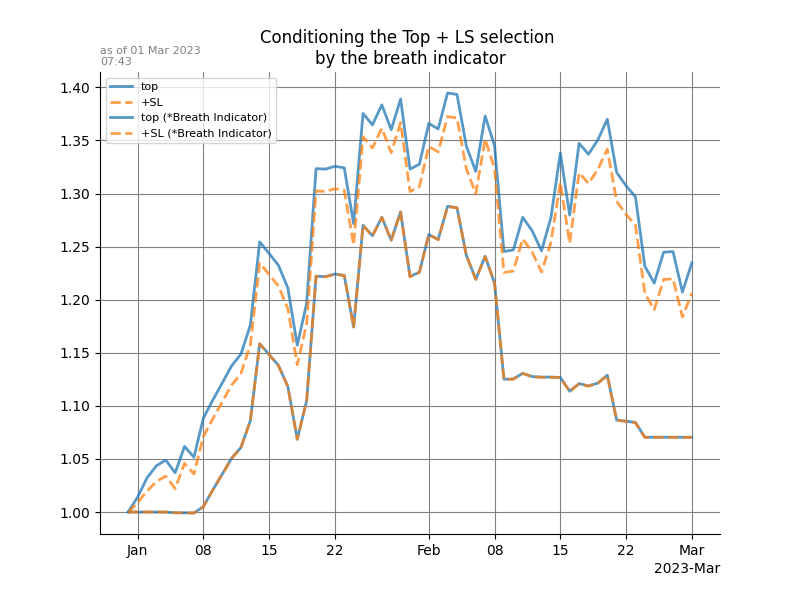 Conditioning the Top + LS selection
by the breath indicator
as of 01 Mar 2023
07:43
top
+SL
top (*Breath Indicator)
+SL (*Breath Indicator)
1.40
1.35
1.30
1.25
1.20
1.15
1.10
1.05
1.00
Jan 08 15 22 Feb 08 15 22 Mar
2023-Mar